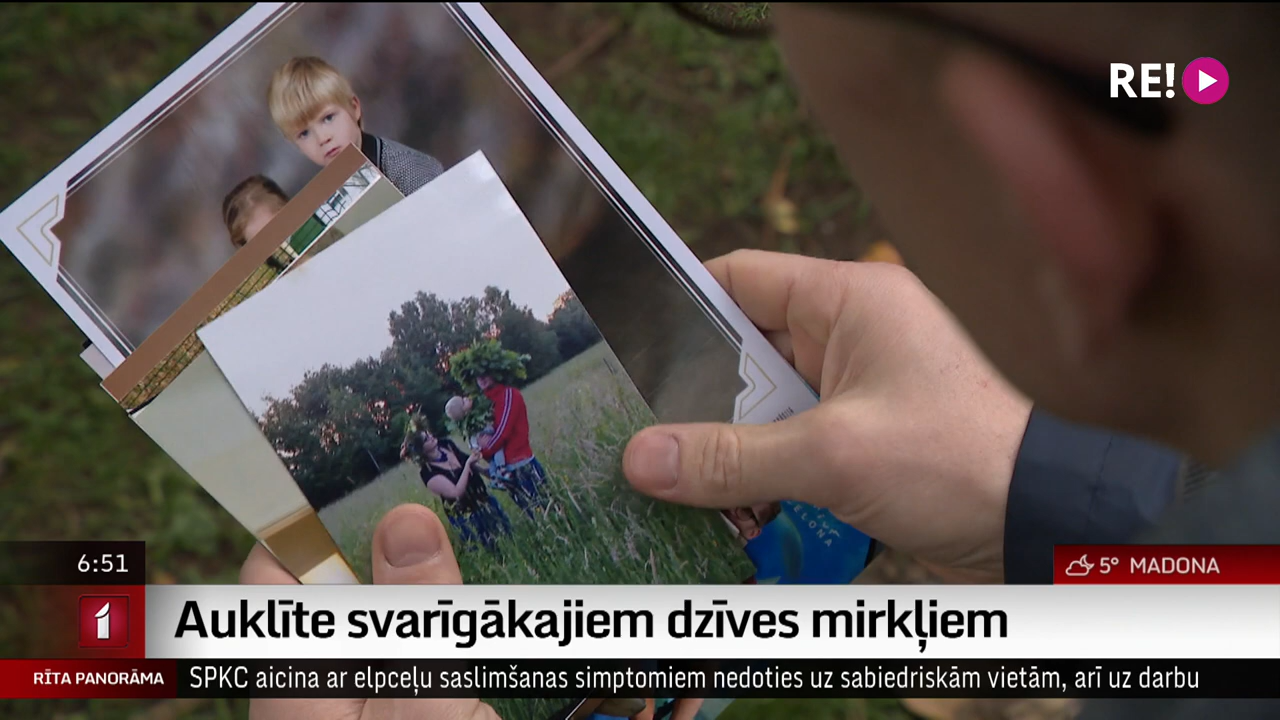 RE!
6:51
5° MADONA
1
Auklīte svarīgākajiem dzīves mirkļiem
RĪTA PANORĀMA
SPKC aicina ar elpceļu saslimšanas simptomiem nedoties uz sabiedriskām vietām, arī uz darbu